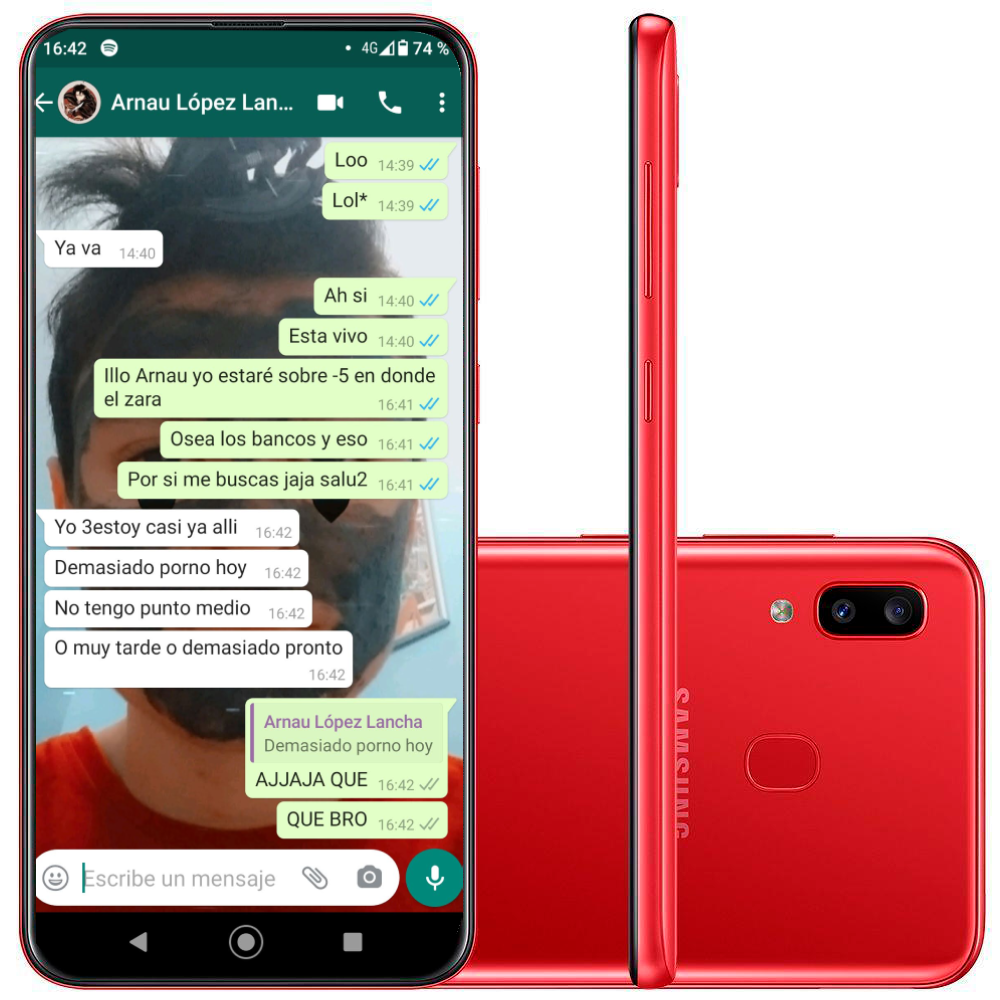 16:42
4G 74 %
Arnau López Lan...
Loo 14:39
Lol* 14:39
Ya va 14:40
Ah si 14:40
Esta vivo 14:40
Illo Arnau yo estaré sobre -5 en donde
el zara 16:41
Osea los bancos y eso 16:41
Por si me buscas jaja salu2 16:41
Yo 3estoy casi ya alli 16:42
Demasiado porno hoy 16:42
No tengo punto medio 16:42
O muy tarde o demasiado pronto
16:42
Arnau López Lancha
Demasiado porno hoy
AJJAJA QUE 16:42
QUE BRO 16:42
Escribe un mensaje
SAMSUNG